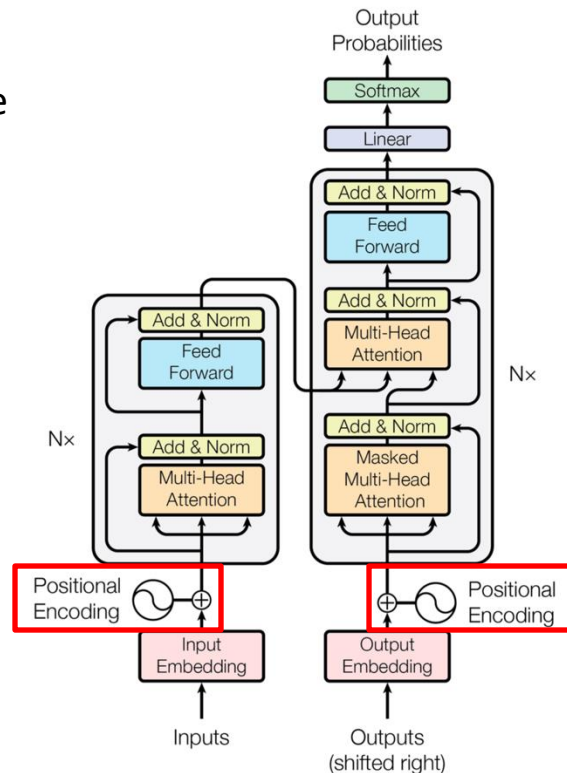 e
Output
Probabilities
Softmax
Linear
Add & Norm
Feed
Forward
Add & Norm
Multi-Head
Attention
Nx
Add & Norm
Masked
Multi-Head
Attention
Add & Norm
Feed
Forward
Nx
Add & Norm
Multi-Head
Attention
Positional
Encoding
Positional
Encoding
Input
Embedding
Output
Embedding
Inputs
Outputs
(shifted right)